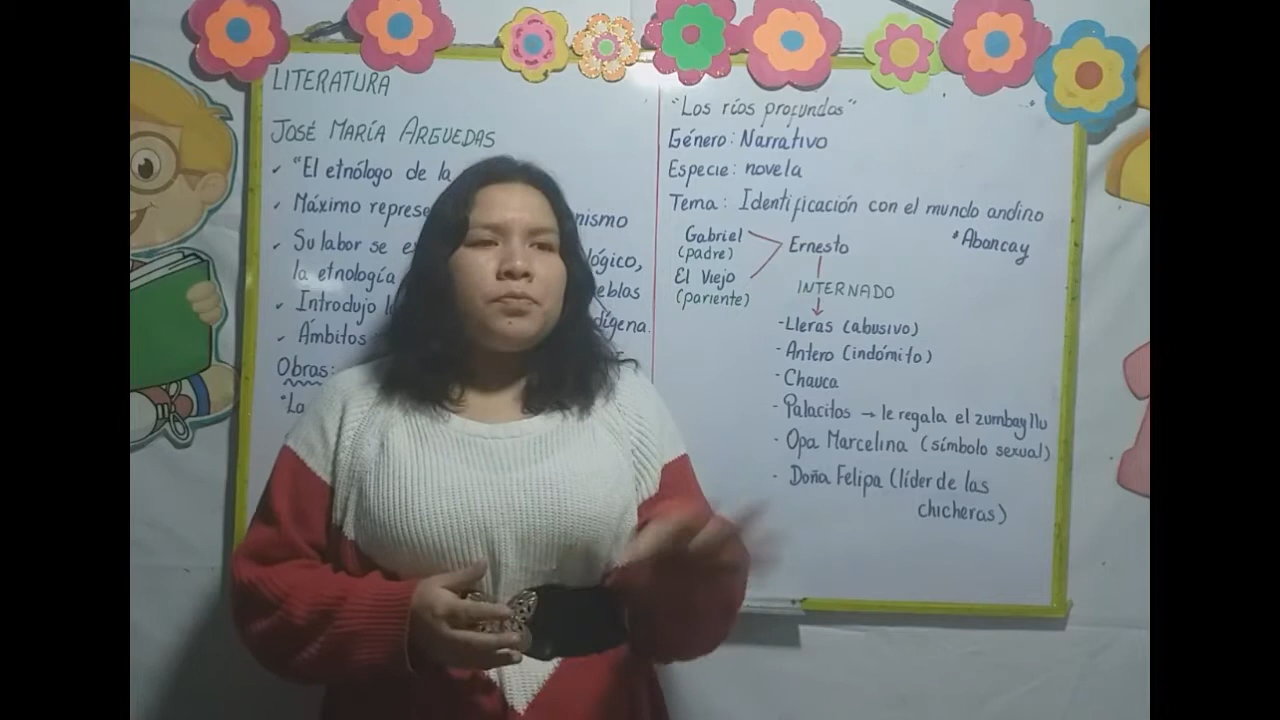 LITERATURA
JOSÉ MARÍA ARGUEDAS
✓ "El etnólogo de la
✓ Máximo nismo
✓ Su labor se lógico,
la etnología eblos
✓ Introdujo dígena.
✓ Ámbitos
Obras:
"La
"Los ríos profundos"
Género: Narrativo
Especie: novela
Tema: Identificación con el mundo andino
*Abancay
Gabriel
(padre)
El Viejo
(pariente)
Ernesto
INTERNADO
- Lleras (abusivo)
- Antero (indómito)
- Chauca
- Palacitos → le regala el zumbayllu
- Opa Marcelina (símbolo sexual)
- Doña Felipa (líder de las
chicheras)